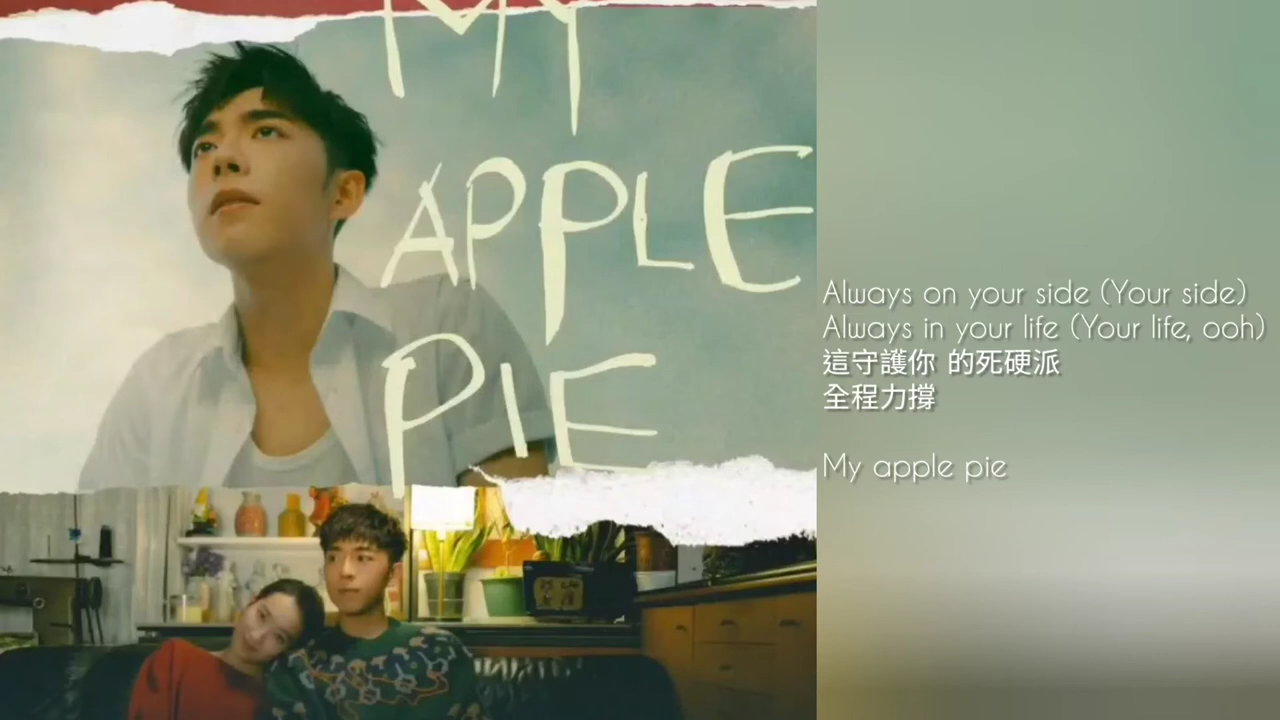 MY
APPLE
PIE
Always on your side (Your side)
Always in your life (Your life, ooh)
這守護你 的死硬派
全程力撐
My apple pie